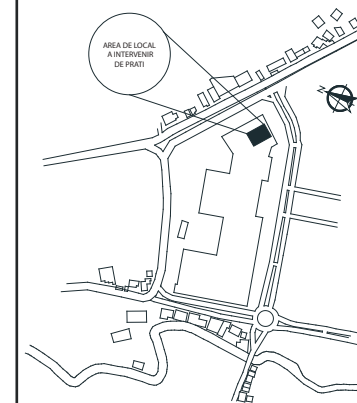 AREA DE LOCAL
A INTERVENIR
DE PRATI
N